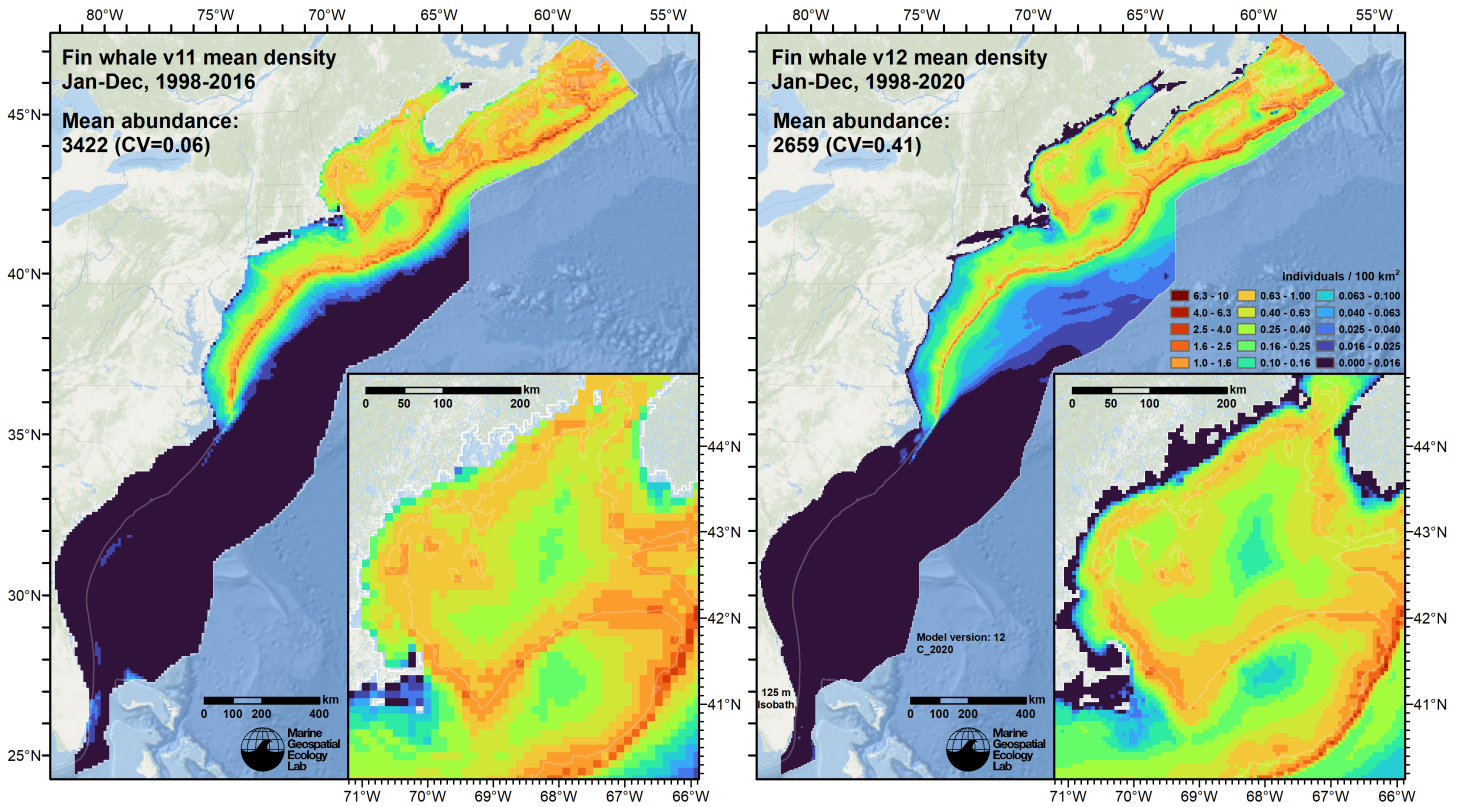 80°W 75°W 70°W 65°W 60°W 55°W
80°W 75°W 70°W 65°W 60°W 55°W
Fin whale v11 mean density
Jan-Dec, 1998-2016
Mean abundance:
3422 (CV=0.06)
45°N
40°N
35°N
30°N
25°N
km
0 50 100 200
km
0 100 200 400
Marine
Geospatial
Ecology
Lab
44°N
43°N
42°N
41°N
71°W 70°W 69°W 68°W 67°W 66°W
Fin whale v12 mean density
Jan-Dec, 1998-2020
Mean abundance:
2659 (CV=0.41)
Individuals / 100 km2
6.3 - 10 0.63 - 1.00 0.063 - 0.100
4.0 - 6.3 0.40 - 0.63 0.040 - 0.063
2.5 - 4.0 0.25 - 0.40 0.025 - 0.040
1.6 - 2.5 0.16 - 0.25 0.016 - 0.025
1.0 - 1.6 0.10 - 0.16 0.000 - 0.016
km
0 50 100 200
Model version: 12
C_2020
125 m
Isobath
km
0 100 200 400
Marine
Geospatial
Ecology
Lab
44°N
43°N
42°N
41°N
71°W 70°W 69°W 68°W 67°W 66°W